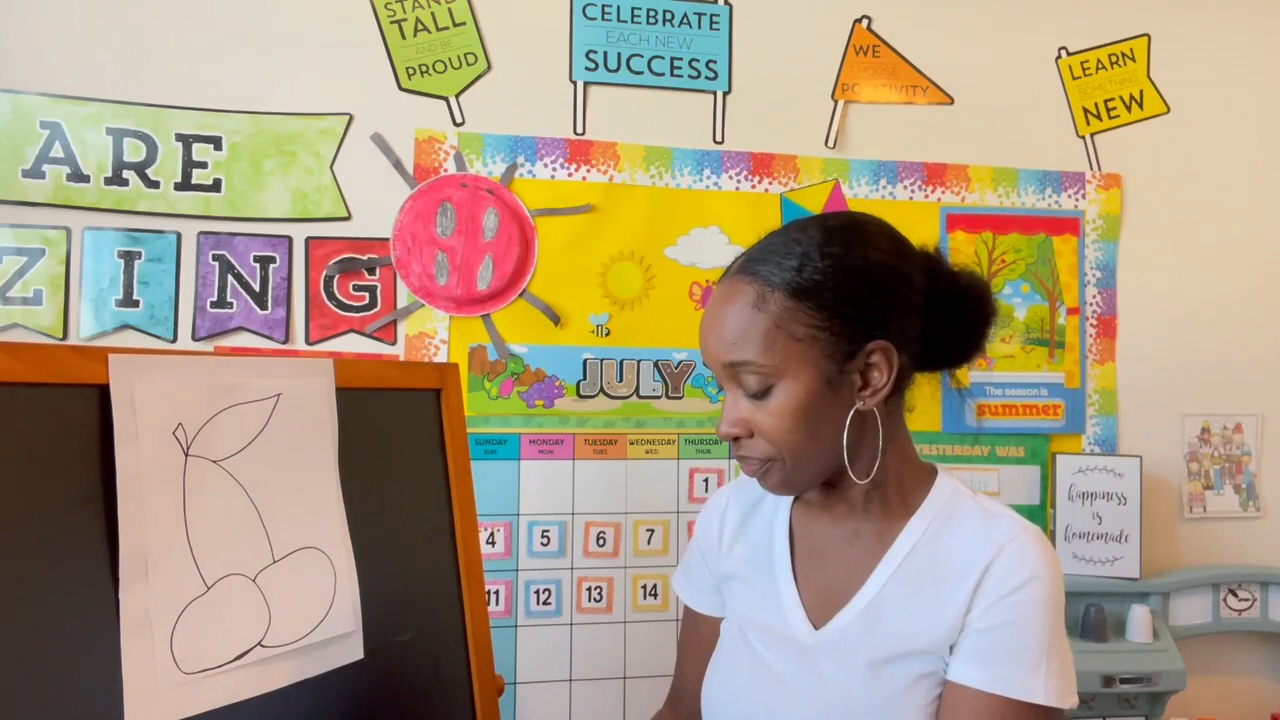 STAND
TALL
AND BE
PROUD
CELEBRATE
EACH NEW
SUCCESS
WE
CHOOSE
POSITIVITY
LEARN
SOMETHING
NEW
ARE
Z I N G
JULY
SUNDAY MONDAY TUESDAY WEDNESDAY THURSDAY
SUN. MON. TUES. WED. THUR.
1
4 5 6 7
11 12 13 14
The season is
summer
YESTERDAY WAS
happiness
is
homemade